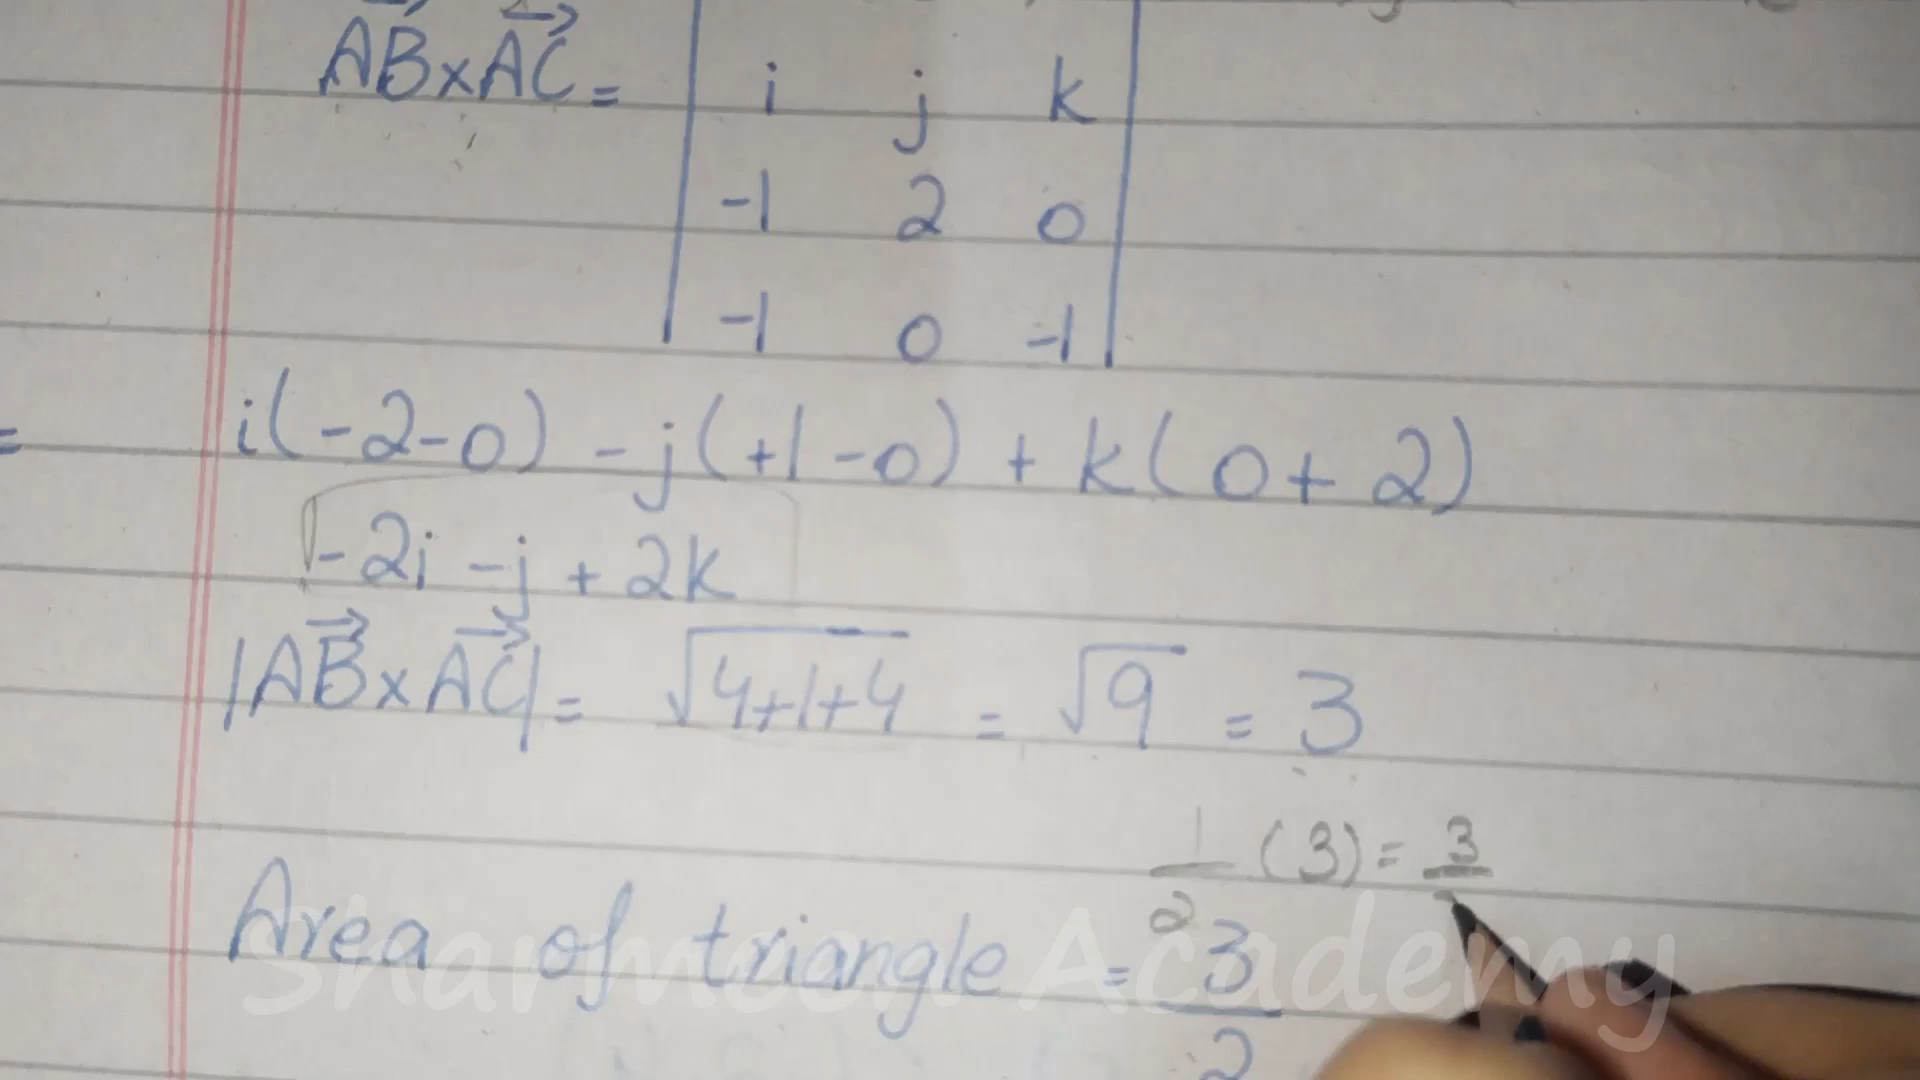 AB×AC = | i j k |
| -1 2 0 |
| -1 0 -1 |
= i(-2-0) - j(+1-0) + k(0+2)
-2i - j + 2k
|AB×AC| = √4+1+4 = √9 = 3
1/2 (3) = 3/2
Area of triangle = 3/2
Sharmeen Academy